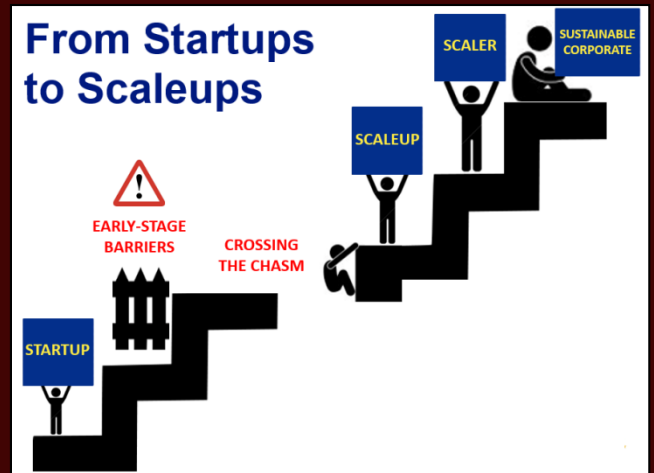 From Startups
to Scaleups
SCALER
SUSTAINABLE
CORPORATE
SCALEUP
!
EARLY-STAGE
BARRIERS
CROSSING
THE CHASM
STARTUP